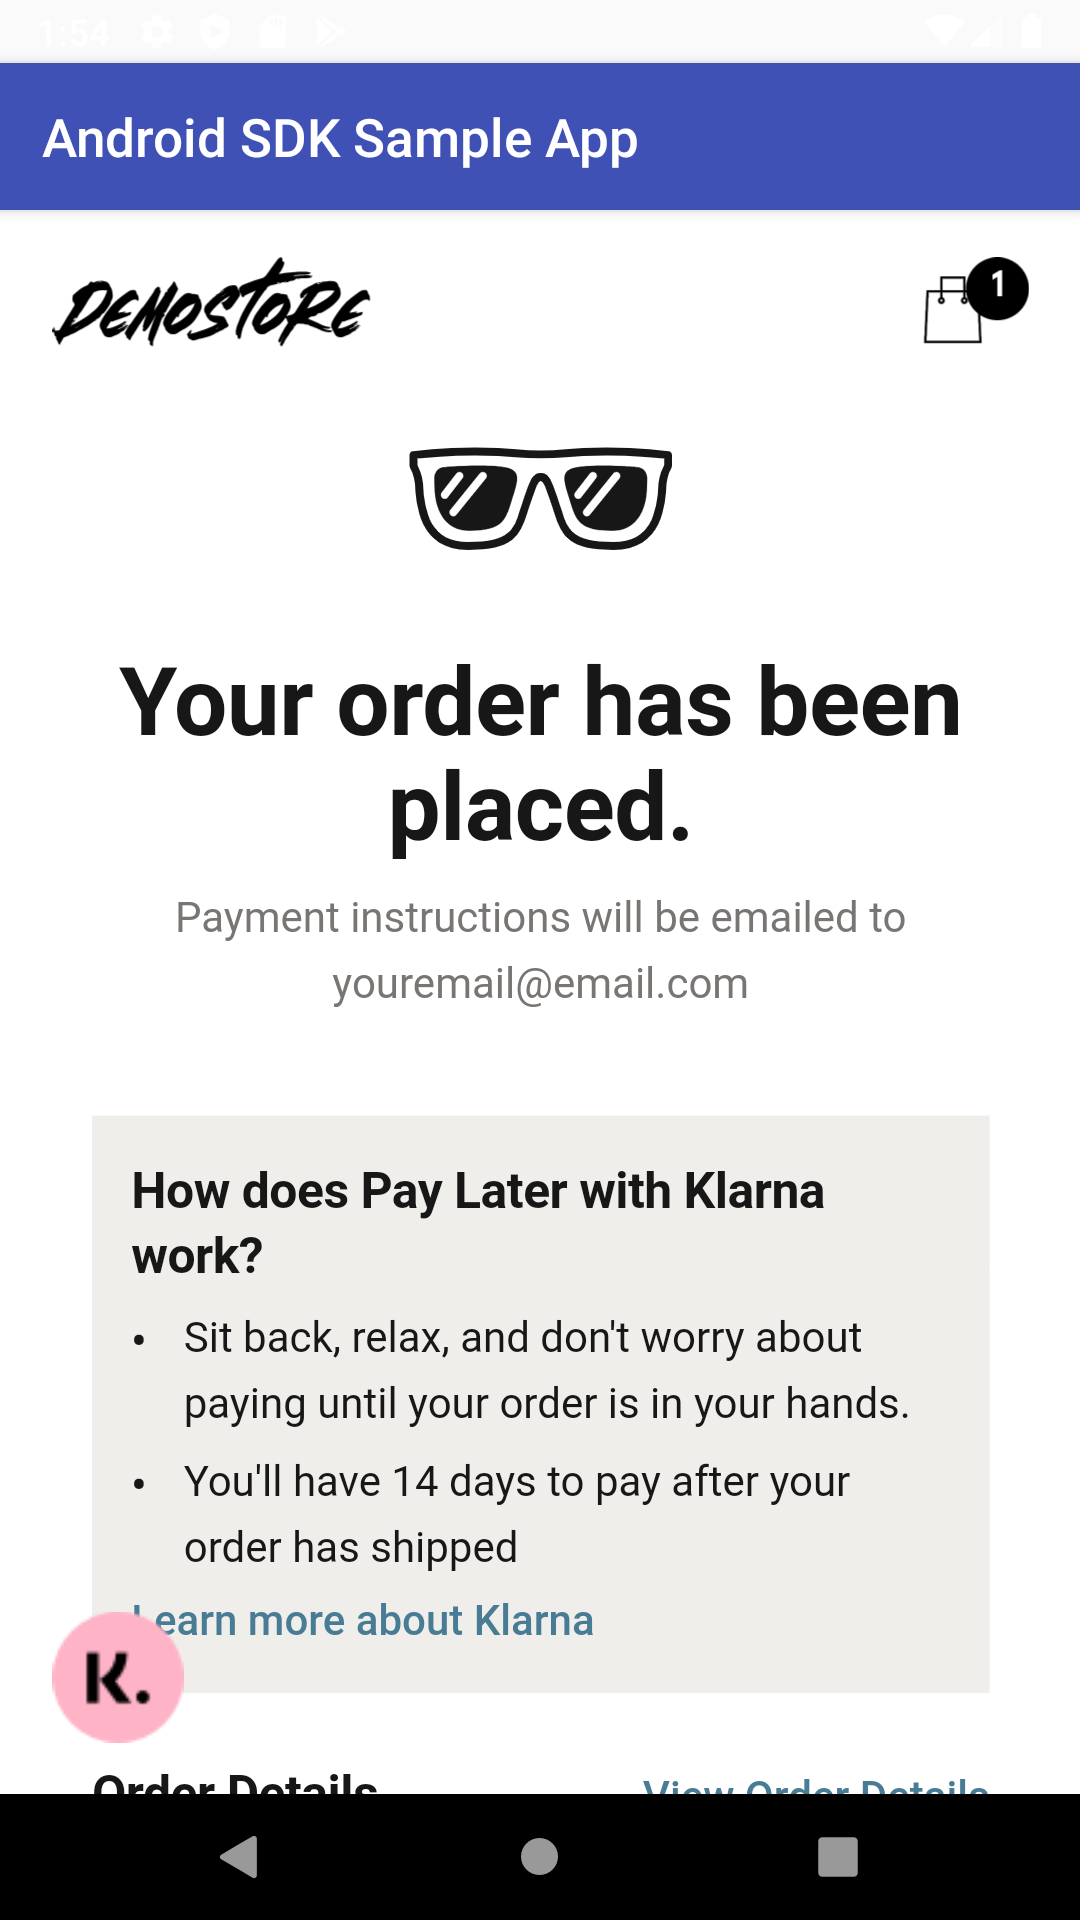 1:54
Android SDK Sample App
DEMOSTORE
1
Your order has been
placed.
Payment instructions will be emailed to
youremail@email.com
How does Pay Later with Klarna
work?
• Sit back, relax, and don't worry about
paying until your order is in your hands.
• You'll have 14 days to pay after your
order has shipped
Learn more about Klarna
K.
Order Details
View Order Details